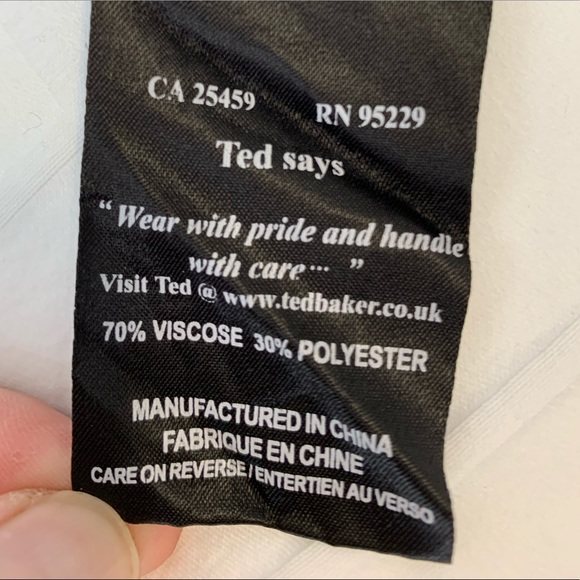 CA 25459 RN 95229
Ted says
“Wear with pride and handle
with care... ”
Visit Ted @ www.tedbaker.co.uk
70% VISCOSE 30% POLYESTER
MANUFACTURED IN CHINA
FABRIQUE EN CHINE
CARE ON REVERSE/ENTERTIEN AU VERSO